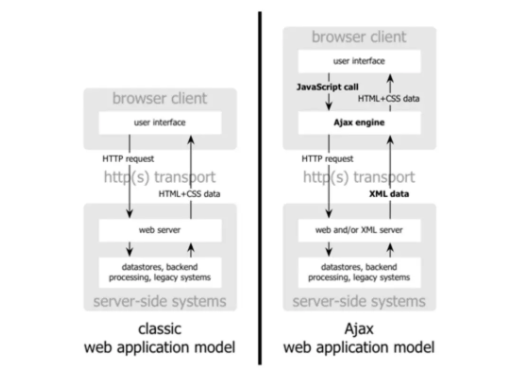 browser client
user interface
HTTP request
http(s) transport
HTML+CSS data
web server
datastores, backend
processing, legacy systems
server-side systems
classic
web application model
browser client
user interface
JavaScript call
HTML+CSS data
Ajax engine
HTTP request
http(s) transport
XML data
web and/or XML server
datastores, backend
processing, legacy systems
server-side systems
Ajax
web application model